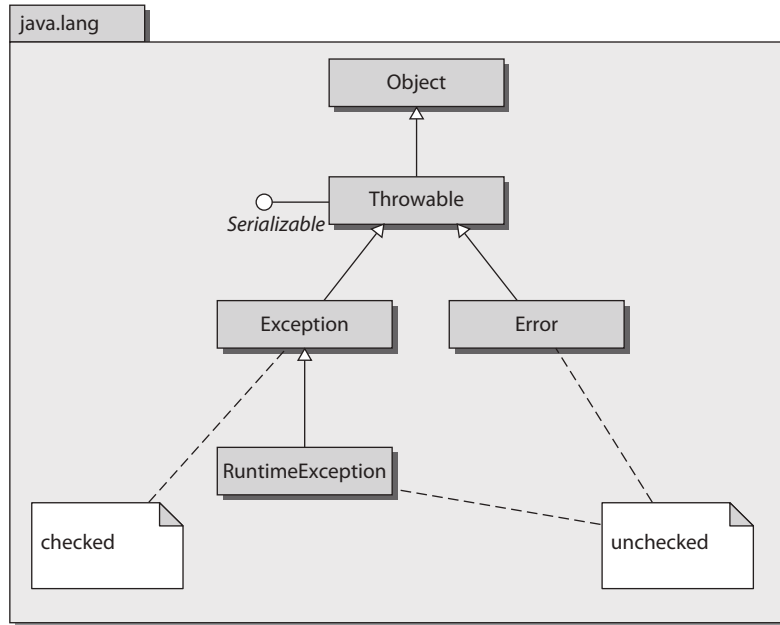 java.lang
Object
Throwable
Serializable
Exception
Error
RuntimeException
checked
unchecked